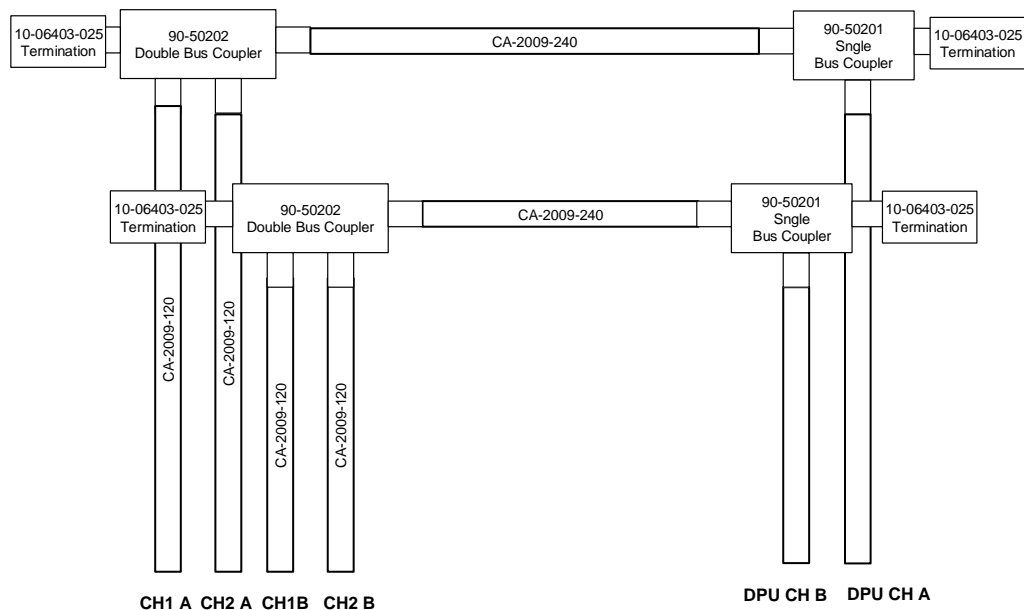 10-06403-025
Termination
90-50202
Double Bus Coupler
CA-2009-240
90-50201
Sngle
Bus Coupler
10-06403-025
Termination
10-06403-025
Termination
90-50202
Double Bus Coupler
CA-2009-240
90-50201
Sngle
Bus Coupler
10-06403-025
Termination
CA-2009-120
CA-2009-120
CA-2009-120
CA-2009-120
CH1 A
CH2 A
CH1B
CH2 B
DPU CH B
DPU CH A